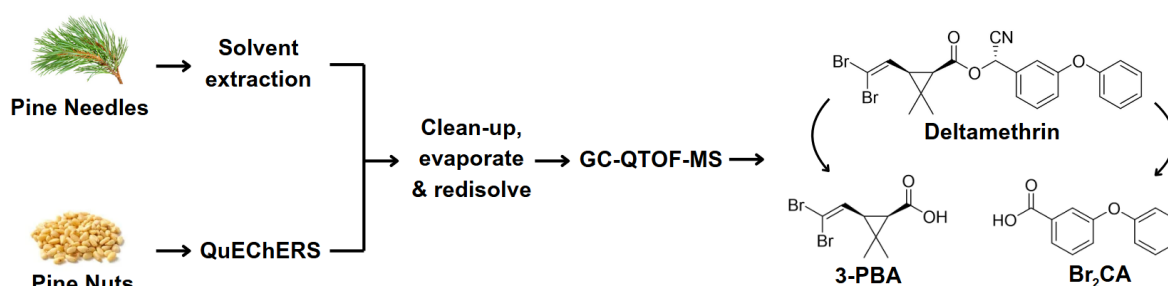 Pine Needles
Solvent
extraction
Pine Nuts
QuEChERS
Clean-up,
evaporate
& redisolve
GC-QTOF-MS
Br
Br
O
O
CN
O
Deltamethrin
Br
Br
O
OH
3-PBA
O
HO
O
Br₂CA